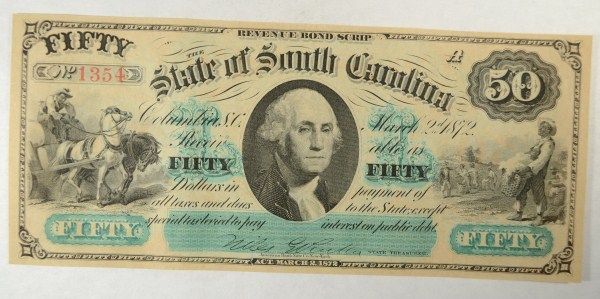 REVENUE BOND SCRIP.
FIFTY
A
No. 1354
THE
State of South Carolina
50
Columbia S.C. March 2nd 1872.
Receivable as
FIFTY FIFTY
Dollars in payment of
all taxes and dues to the State, except
special tax levied to pay interest on public debt.
FIFTY
FIFTY
STATE TREASURER.
ACT. MARCH 2, 1872